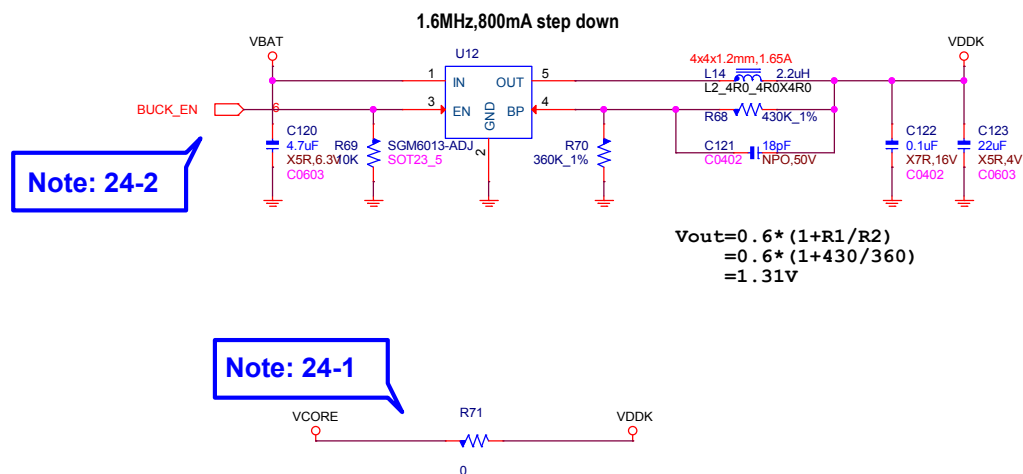 1.6MHz,800mA step down
VBAT
U12
VDDK
4x4x1.2mm,1.65A
1
IN
OUT
5
L14
2.2uH
L2_4R0_4R0X4R0
BUCK_EN
6
3
EN
BP
4
GND
2
R68
430K_1%
C120
4.7uF
X5R,6.3V
C0603
R69
10K
SGM6013-ADJ
SOT23_5
R70
360K_1%
C121
18pF
C0402
NPO,50V
C122
0.1uF
X7R,16V
C0402
C123
22uF
X5R,4V
C0603
Note: 24-2
Vout=0.6*(1+R1/R2)
=0.6*(1+430/360)
=1.31V
Note: 24-1
VCORE
R71
VDDK
0